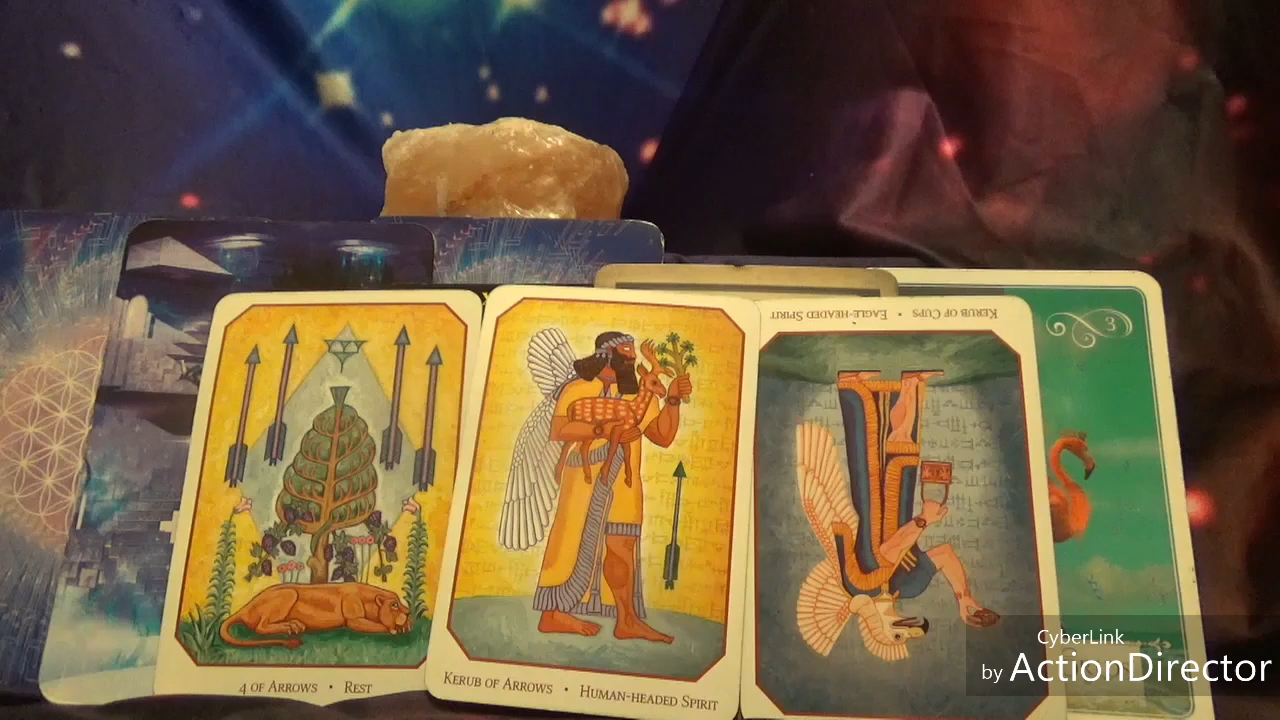 KERUB OF CUPS • EAGLE-HEADED SPIRIT
3
4 OF ARROWS • REST
KERUB OF ARROWS • HUMAN-HEADED SPIRIT
CyberLink
by ActionDirector